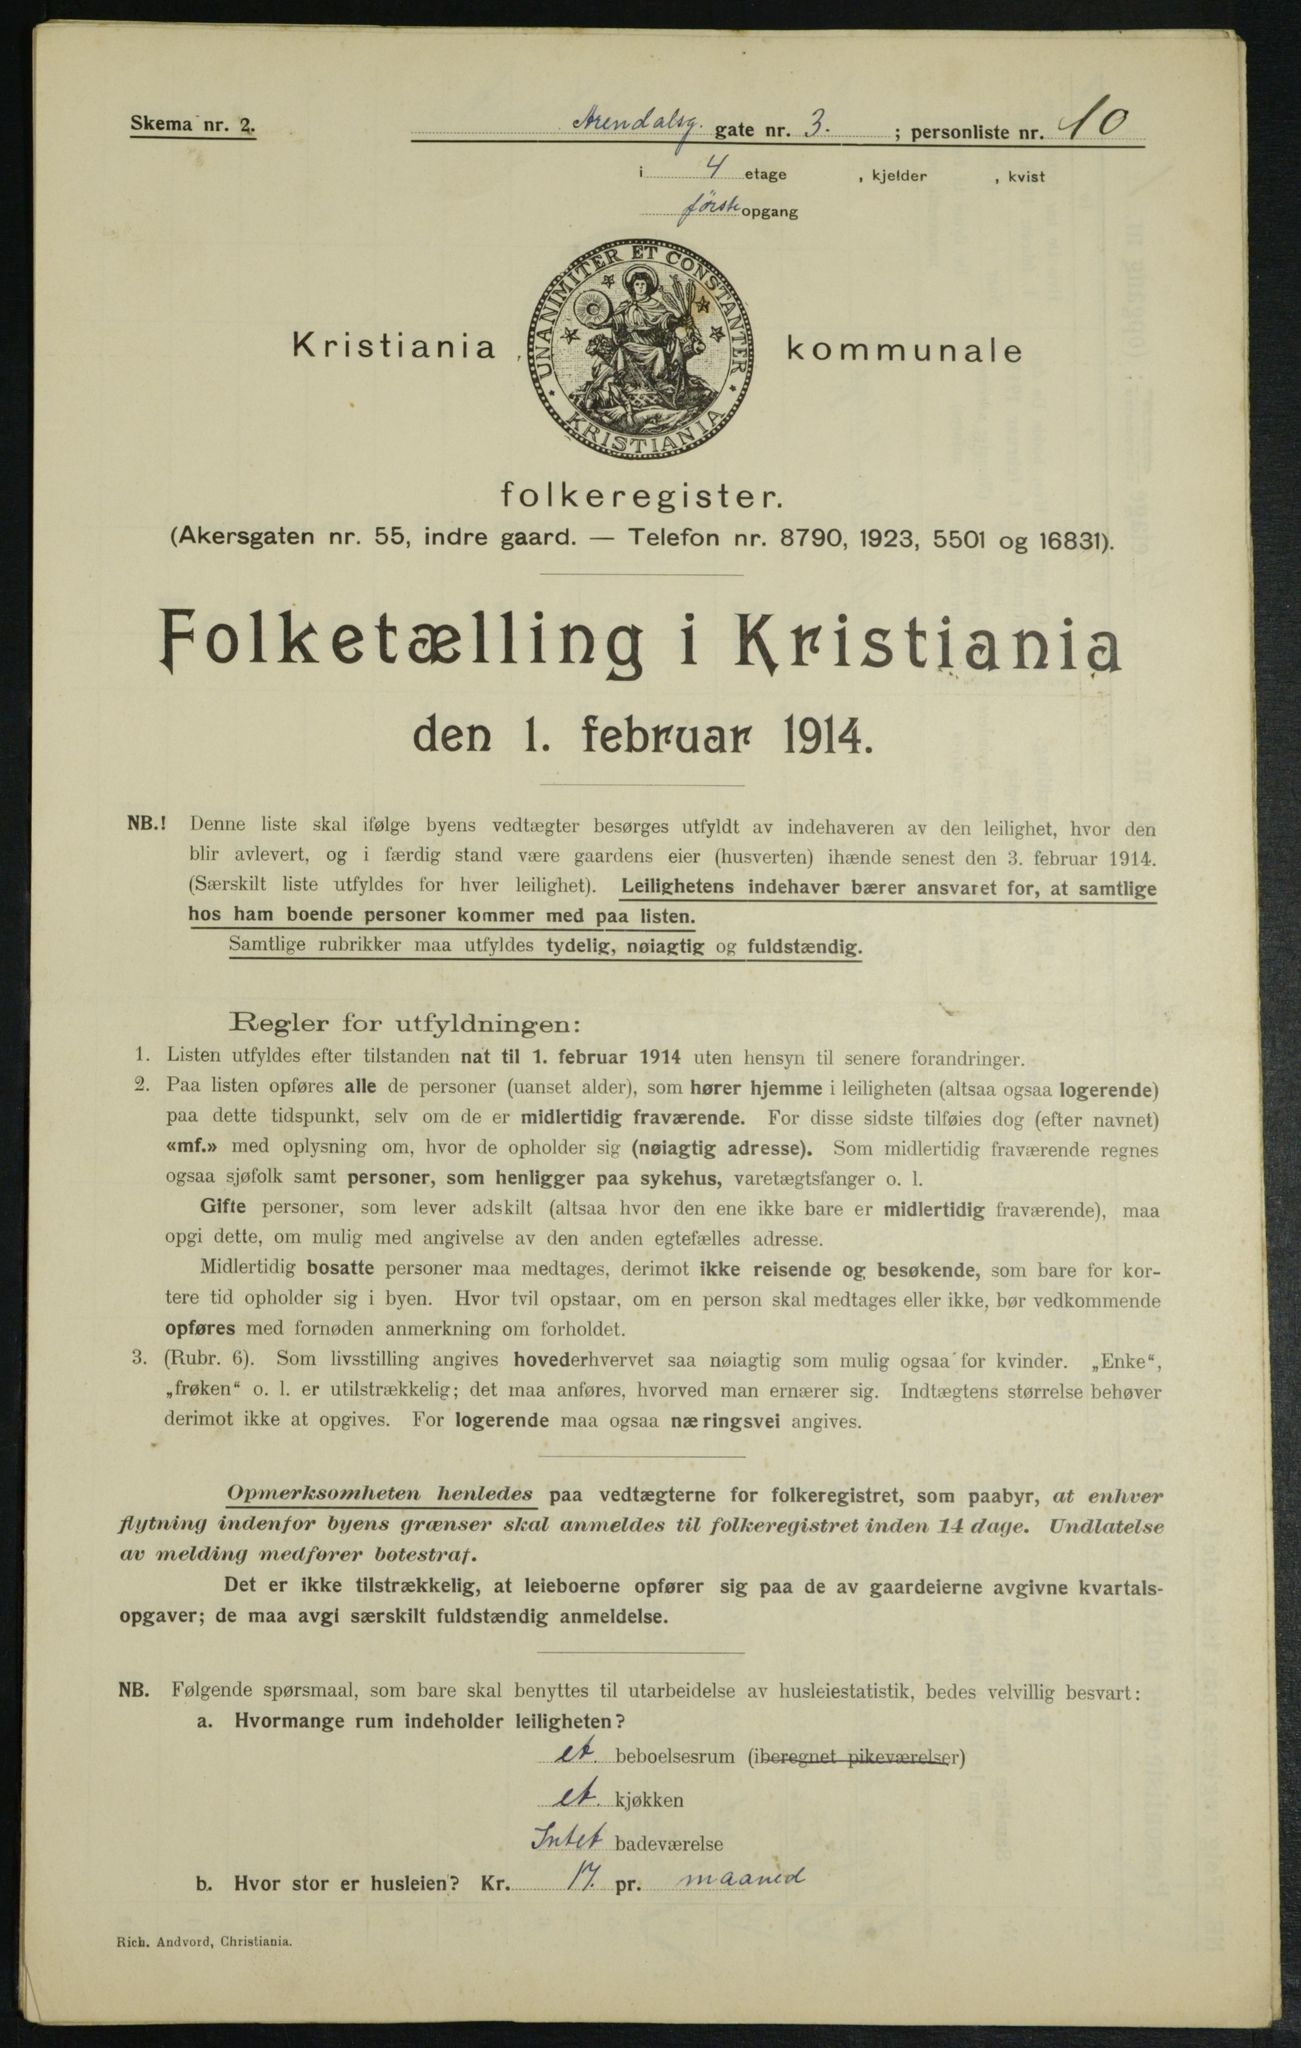 Skema nr. 2.
Arendalsg. gate nr. 3. ; personliste nr. 10
i 4 etage , kjelder , kvist
første opgang
UNANIMITER ET CONSTANTER
KRISTIANIA
Kristiania kommunale
folkeregister.
(Akersgaten nr. 55, indre gaard. — Telefon nr. 8790, 1923, 5501 og 16831).
Folketælling i Kristiania
den 1. februar 1914.
NB.! Denne liste skal ifølge byens vedtægter besørges utfyldt av indehaveren av den leilighet, hvor den
blir avlevert, og i færdig stand være gaardens eier (husverten) ihænde senest den 3. februar 1914.
(Særskilt liste utfyldes for hver leilighet). Leilighetens indehaver bærer ansvaret for, at samtlige
hos ham boende personer kommer med paa listen.
Samtlige rubrikker maa utfyldes tydelig, nøiagtig og fuldstændig.
Regler for utfyldningen:
1. Listen utfyldes efter tilstanden nat til 1. februar 1914 uten hensyn til senere forandringer.
2. Paa listen opføres alle de personer (uanset alder), som hører hjemme i leiligheten (altsaa ogsaa logerende)
paa dette tidspunkt, selv om de er midlertidig fraværende. For disse sidste tilføies dog (efter navnet)
«mf.» med oplysning om, hvor de opholder sig (nøiagtig adresse). Som midlertidig fraværende regnes
ogsaa sjøfolk samt personer, som henligger paa sykehus, varetægtsfanger o. l.
Gifte personer, som lever adskilt (altsaa hvor den ene ikke bare er midlertidig fraværende), maa
opgi dette, om mulig med angivelse av den anden egtefælles adresse.
Midlertidig bosatte personer maa medtages, derimot ikke reisende og besøkende, som bare for kor-
tere tid opholder sig i byen. Hvor tvil opstaar, om en person skal medtages eller ikke, bør vedkommende
opføres med fornøden anmerkning om forholdet.
3. (Rubr. 6). Som livsstilling angives hovederhvervet saa nøiagtig som mulig ogsaa for kvinder. „Enke“,
„frøken“ o. l. er utilstrækkelig; det maa anføres, hvorved man ernærer sig. Indtægtens størrelse behøver
derimot ikke at opgives. For logerende maa ogsaa næringsvei angives.
Opmerksomheten henledes paa vedtægterne for folkeregistret, som paabyr, at enhver
flytning indenfor byens grænser skal anmeldes til folkeregistret inden 14 dage. Undlatelse
av melding medfører bøtestraf.
Det er ikke tilstrækkelig, at leieboerne opfører sig paa de av gaardeierne avgivne kvartals-
opgaver; de maa avgi særskilt fuldstændig anmeldelse.
NB. Følgende spørsmaal, som bare skal benyttes til utarbeidelse av husleiestatistik, bedes velvillig besvart:
a. Hvormange rum indeholder leiligheten?
et. beboelsesrum (iberegnet pikeværelser)
et. kjøkken
Intet badeværelse
b. Hvor stor er husleien? Kr. 17. pr. maaned
Rich. Andvord, Christiania.